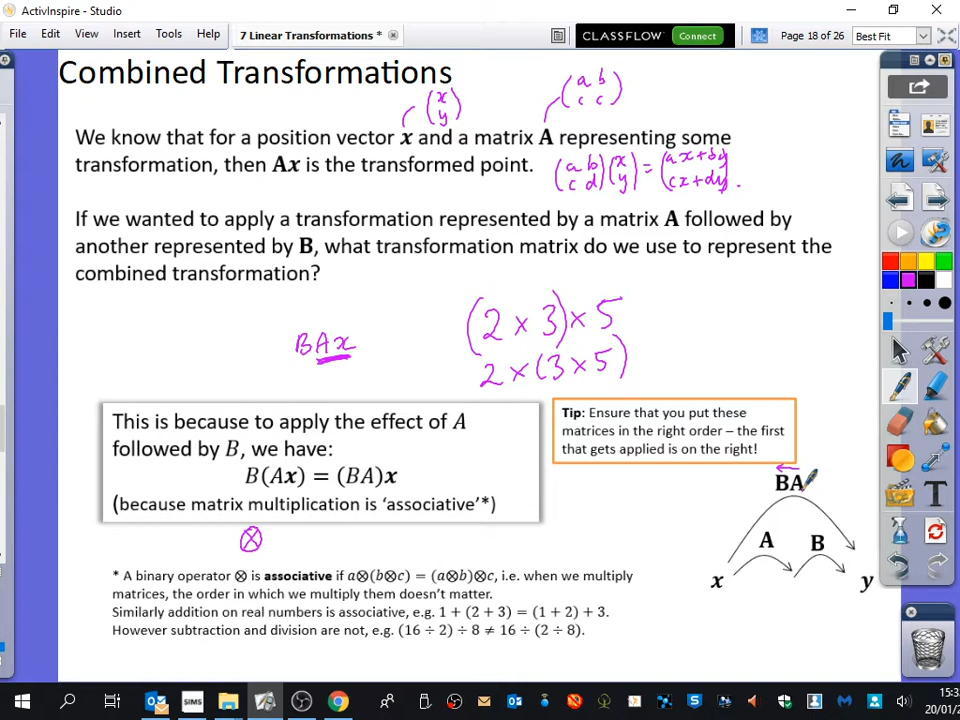 ActivInspire - Studio
File Edit View Insert Tools Help
7 Linear Transformations *
CLASSFLOW Connect
Page 18 of 26
Best Fit
Combined Transformations
(x y)
(a b c c)
We know that for a position vector x and a matrix A representing some
transformation, then Ax is the transformed point.
(a b c d)(x y) = (ax+by cx+dy).
If we wanted to apply a transformation represented by a matrix A followed by
another represented by B, what transformation matrix do we use to represent the
combined transformation?
BAx
(2 × 3) × 5
2 × (3 × 5)
This is because to apply the effect of A
followed by B, we have:
B(Ax) = (BA)x
(because matrix multiplication is ‘associative’*)
⊗
Tip: Ensure that you put these
matrices in the right order – the first
that gets applied is on the right!
BA
A B
x y
* A binary operator ⊗ is associative if a⊗(b⊗c) = (a⊗b)⊗c, i.e. when we multiply
matrices, the order in which we multiply them doesn’t matter.
Similarly addition on real numbers is associative, e.g. 1 + (2 + 3) = (1 + 2) + 3.
However subtraction and division are not, e.g. (16 ÷ 2) ÷ 8 ≠ 16 ÷ (2 ÷ 8).
SIMS